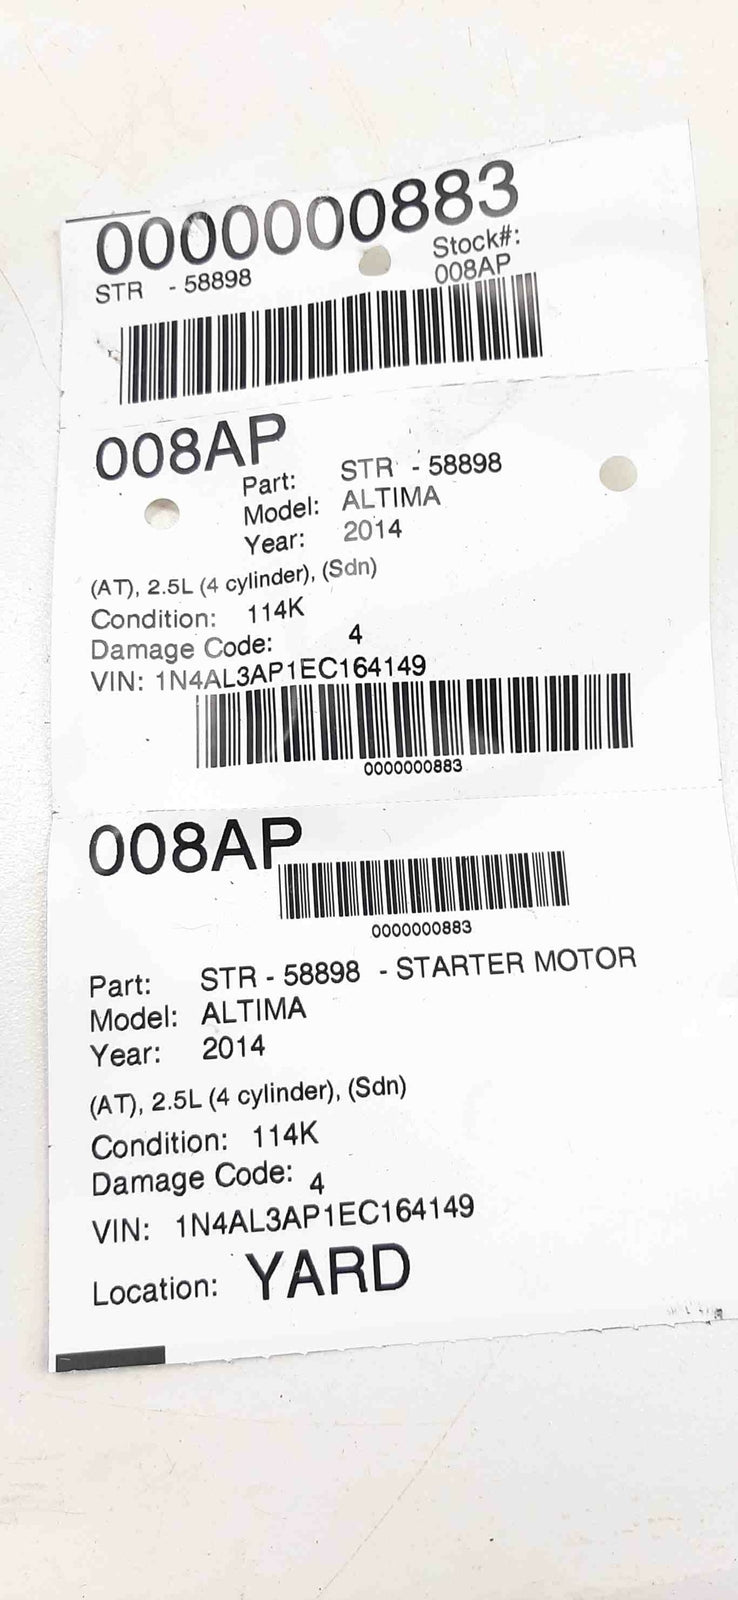 0000000883
STR - 58898
Stock#:
008AP
008AP
Part: STR - 58898
Model: ALTIMA
Year: 2014
(AT), 2.5L (4 cylinder), (Sdn)
Condition: 114K
Damage Code: 4
VIN: 1N4AL3AP1EC164149
0000000883
008AP
0000000883
Part: STR - 58898 - STARTER MOTOR
Model: ALTIMA
Year: 2014
(AT), 2.5L (4 cylinder), (Sdn)
Condition: 114K
Damage Code: 4
VIN: 1N4AL3AP1EC164149
Location: YARD